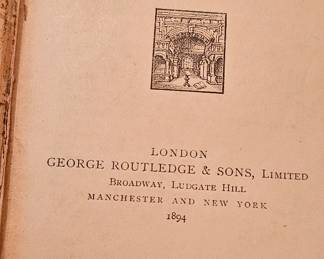 LONDON
GEORGE ROUTLEDGE & SONS, LIMITED
BROADWAY, LUDGATE HILL
MANCHESTER AND NEW YORK
1894